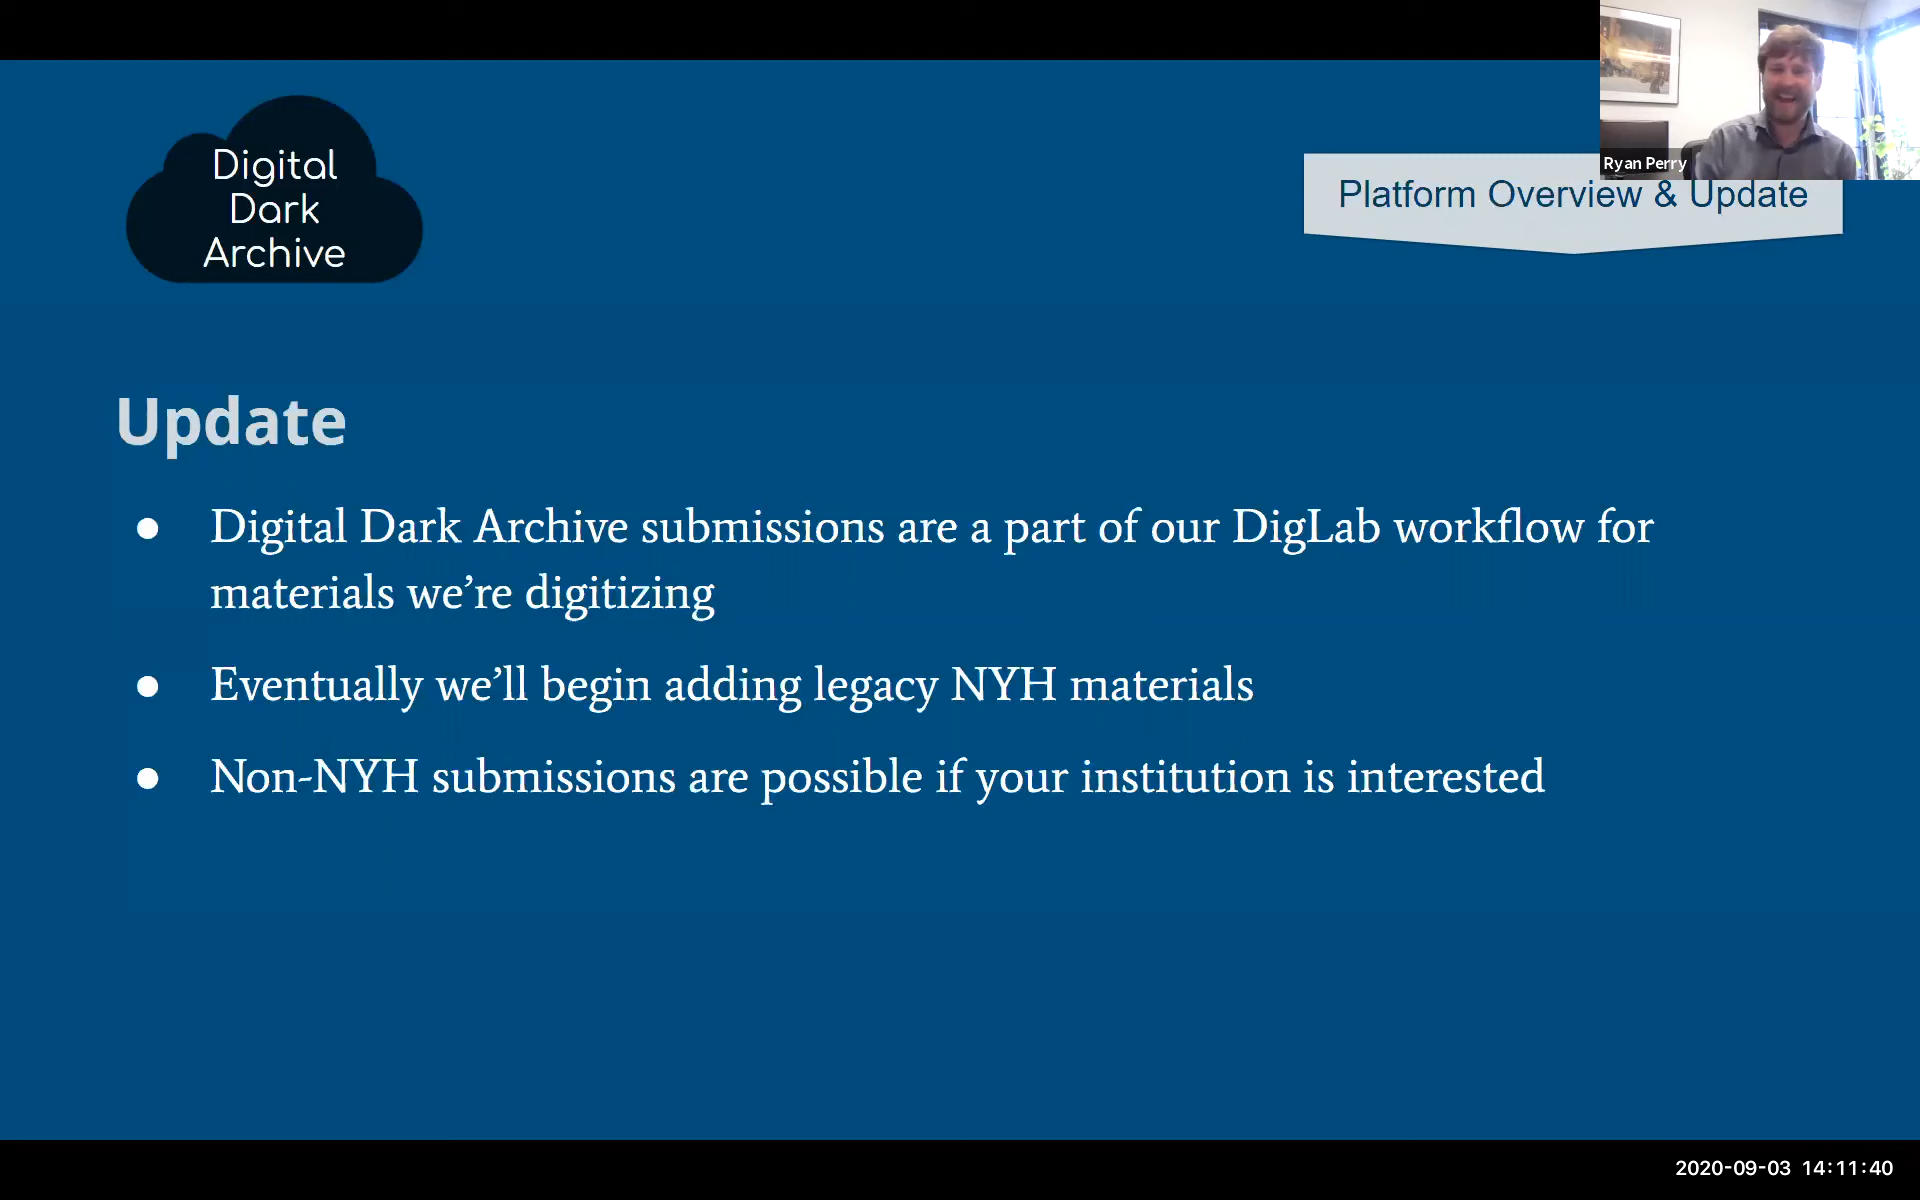 Digital
Dark
Archive
Ryan Perry
Platform Overview & Update
Update
● Digital Dark Archive submissions are a part of our DigLab workflow for
materials we’re digitizing
● Eventually we’ll begin adding legacy NYH materials
● Non-NYH submissions are possible if your institution is interested
2020-09-03 14:11:40